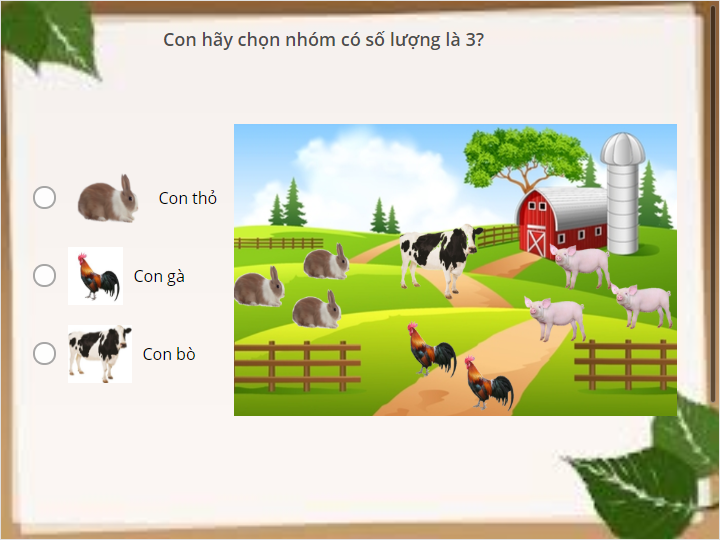 Con hãy chọn nhóm có số lượng là 3?
Con thỏ
Con gà
Con bò